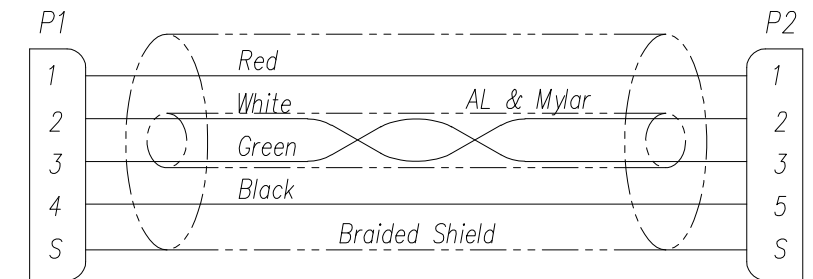 P1 P2
1 Red 1
2 White AL & Mylar 2
3 Green 3
4 Black 5
S Braided Shield S